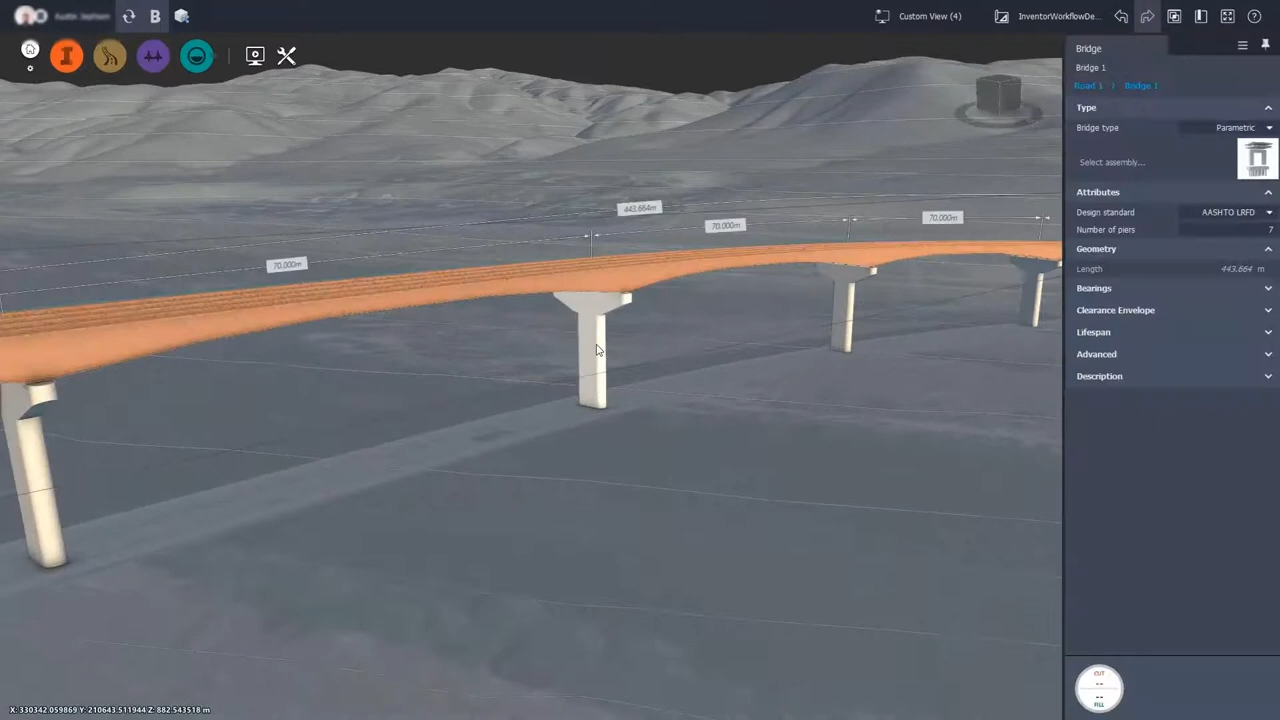 B
Custom View (4)
InventorWorkflowDe...
Bridge
Bridge 1
Road 1 > Bridge 1
Type
Bridge type Parametric
Select assembly...
Attributes
Design standard AASHTO LRFD
Number of piers 7
Geometry
Length 443.664 m
Bearings
Clearance Envelope
Lifespan
Advanced
Description
443.664m
70.000m
70.000m
70.000m
CUT
--
--
FILL
X: 330342.059869 Y: 210643.511944 Z: 882.543518 m